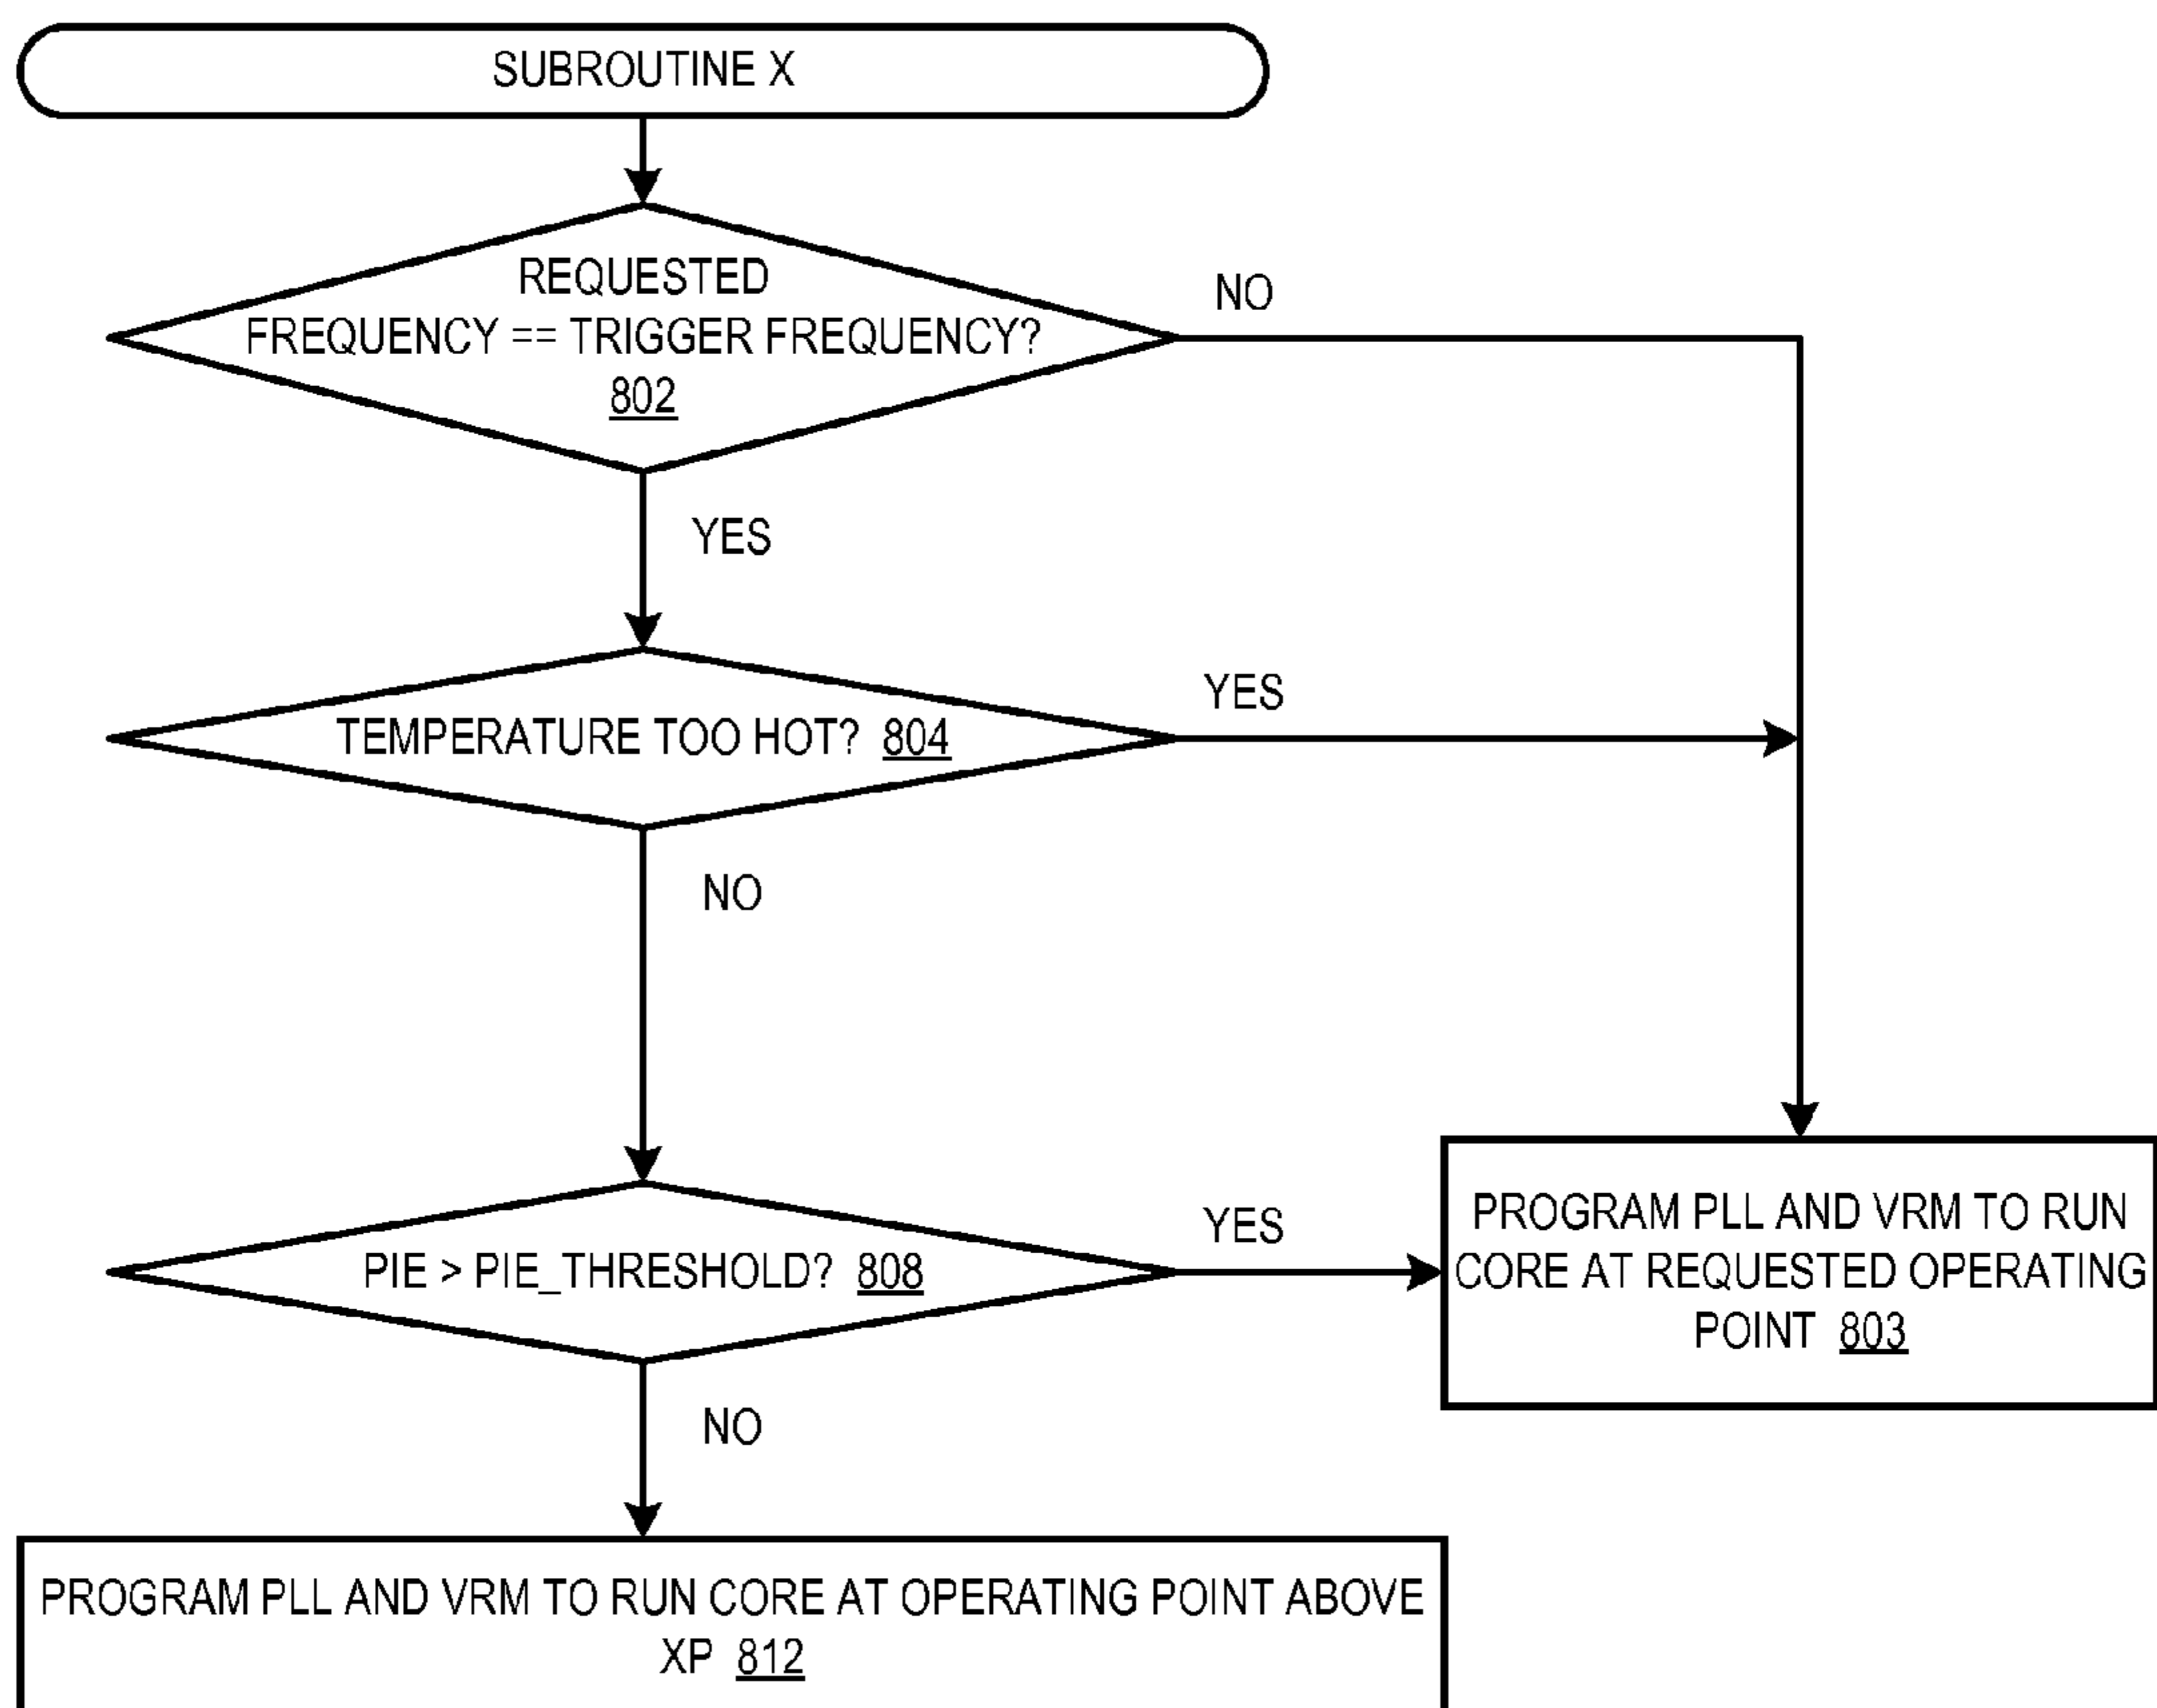 SUBROUTINE X
REQUESTED
FREQUENCY == TRIGGER FREQUENCY?
802
NO
YES
TEMPERATURE TOO HOT? 804
YES
NO
PIE > PIE_THRESHOLD? 808
YES
PROGRAM PLL AND VRM TO RUN
CORE AT REQUESTED OPERATING
POINT 803
NO
PROGRAM PLL AND VRM TO RUN CORE AT OPERATING POINT ABOVE
XP 812